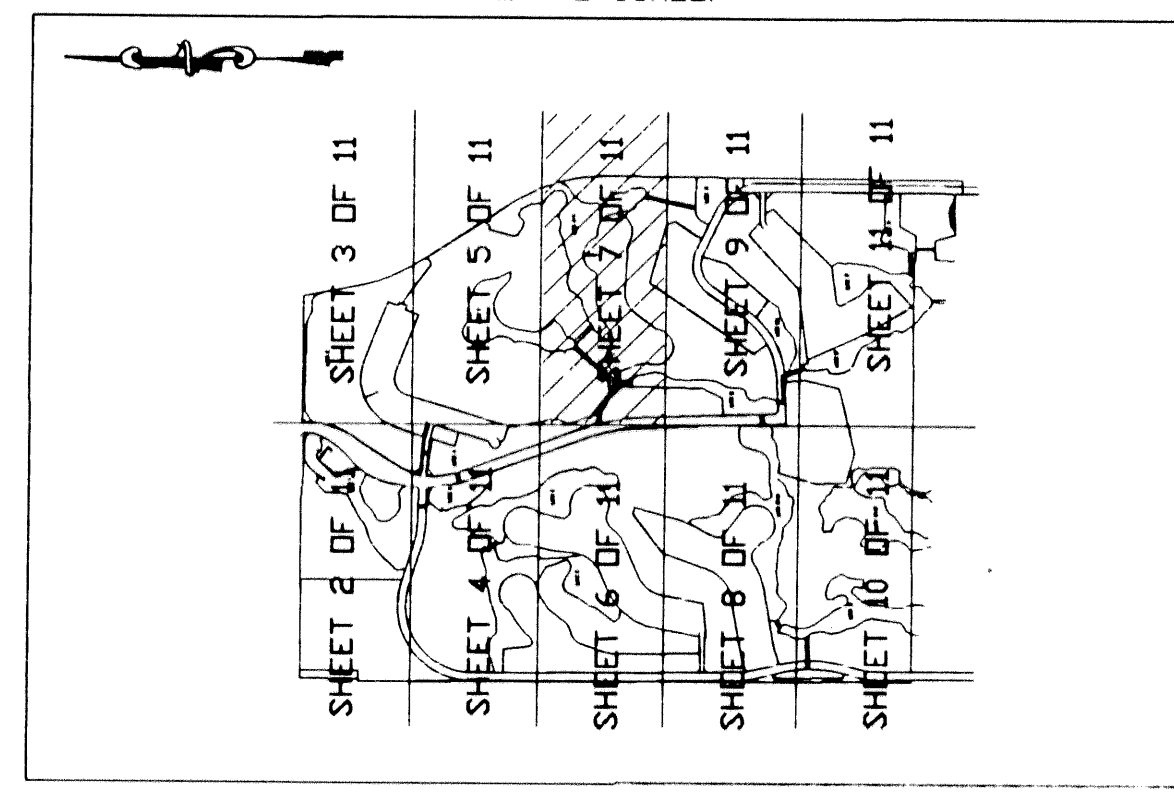 SHEET 3 OF 11
SHEET 5 OF 11
SHEET 7 OF 11
SHEET 9 OF 11
SHEET 11 OF 11
SHEET 2 OF 11
SHEET 4 OF 11
SHEET 6 OF 11
SHEET 8 OF 11
SHEET 10 OF 11